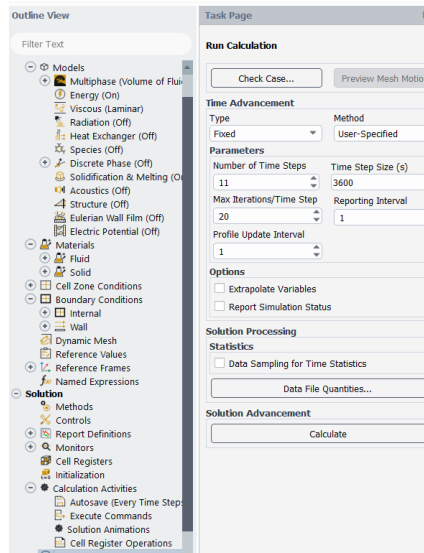 Outline View
Filter Text
Models
Multiphase (Volume of Flui
Energy (On)
Viscous (Laminar)
Radiation (Off)
Heat Exchanger (Off)
Species (Off)
Discrete Phase (Off)
Solidification & Melting (O
Acoustics (Off)
Structure (Off)
Eulerian Wall Film (Off)
Electric Potential (Off)
Materials
Fluid
Solid
Cell Zone Conditions
Boundary Conditions
Internal
Wall
Dynamic Mesh
Reference Values
Reference Frames
Named Expressions
Solution
Methods
Controls
Report Definitions
Monitors
Cell Registers
Initialization
Calculation Activities
Autosave (Every Time Step
Execute Commands
Solution Animations
Cell Register Operations
Task Page
Run Calculation
Check Case...
Preview Mesh Motio
Time Advancement
Type
Method
Fixed
User-Specified
Parameters
Number of Time Steps
Time Step Size (s)
11
3600
Max Iterations/Time Step
Reporting Interval
20
1
Profile Update Interval
1
Options
Extrapolate Variables
Report Simulation Status
Solution Processing
Statistics
Data Sampling for Time Statistics
Data File Quantities...
Solution Advancement
Calculate